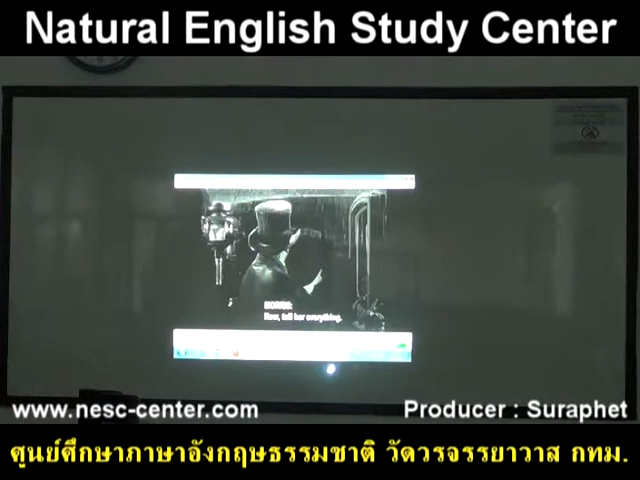 Natural English Study Center
Now, tell her everything.
www.nesc-center.com
Producer : Suraphet
ศูนย์ศึกษาภาษาอังกฤษธรรมชาติ วัดวรจรรยาวาส กทม.